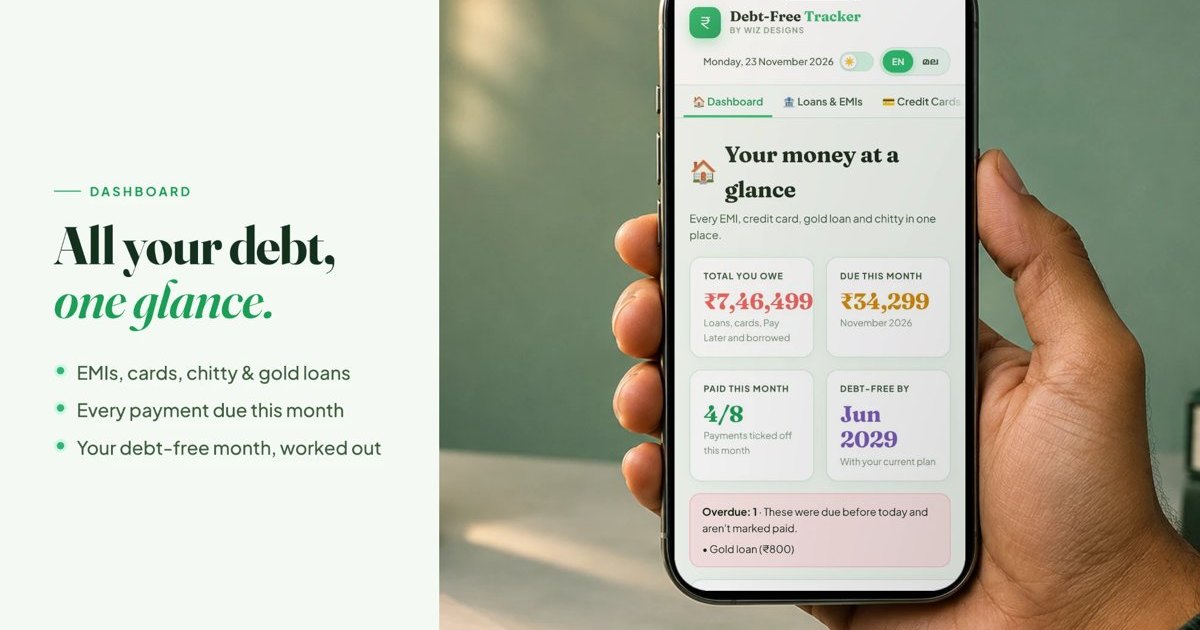 DASHBOARD
All your debt,
one glance.
EMIs, cards, chitty & gold loans
Every payment due this month
Your debt-free month, worked out
₹
Debt-Free Tracker
BY WIZ DESIGNS
Monday, 23 November 2026
EN
മല
Dashboard
Loans & EMIs
Credit Cards
Your money at a
glance
Every EMI, credit card, gold loan and chitty in one
place.
TOTAL YOU OWE
₹7,46,499
Loans, cards, Pay
Later and borrowed
DUE THIS MONTH
₹34,299
November 2026
PAID THIS MONTH
4/8
Payments ticked off
this month
DEBT-FREE BY
Jun
2029
With your current plan
Overdue: 1 · These were due before today and
aren't marked paid.
• Gold loan (₹800)